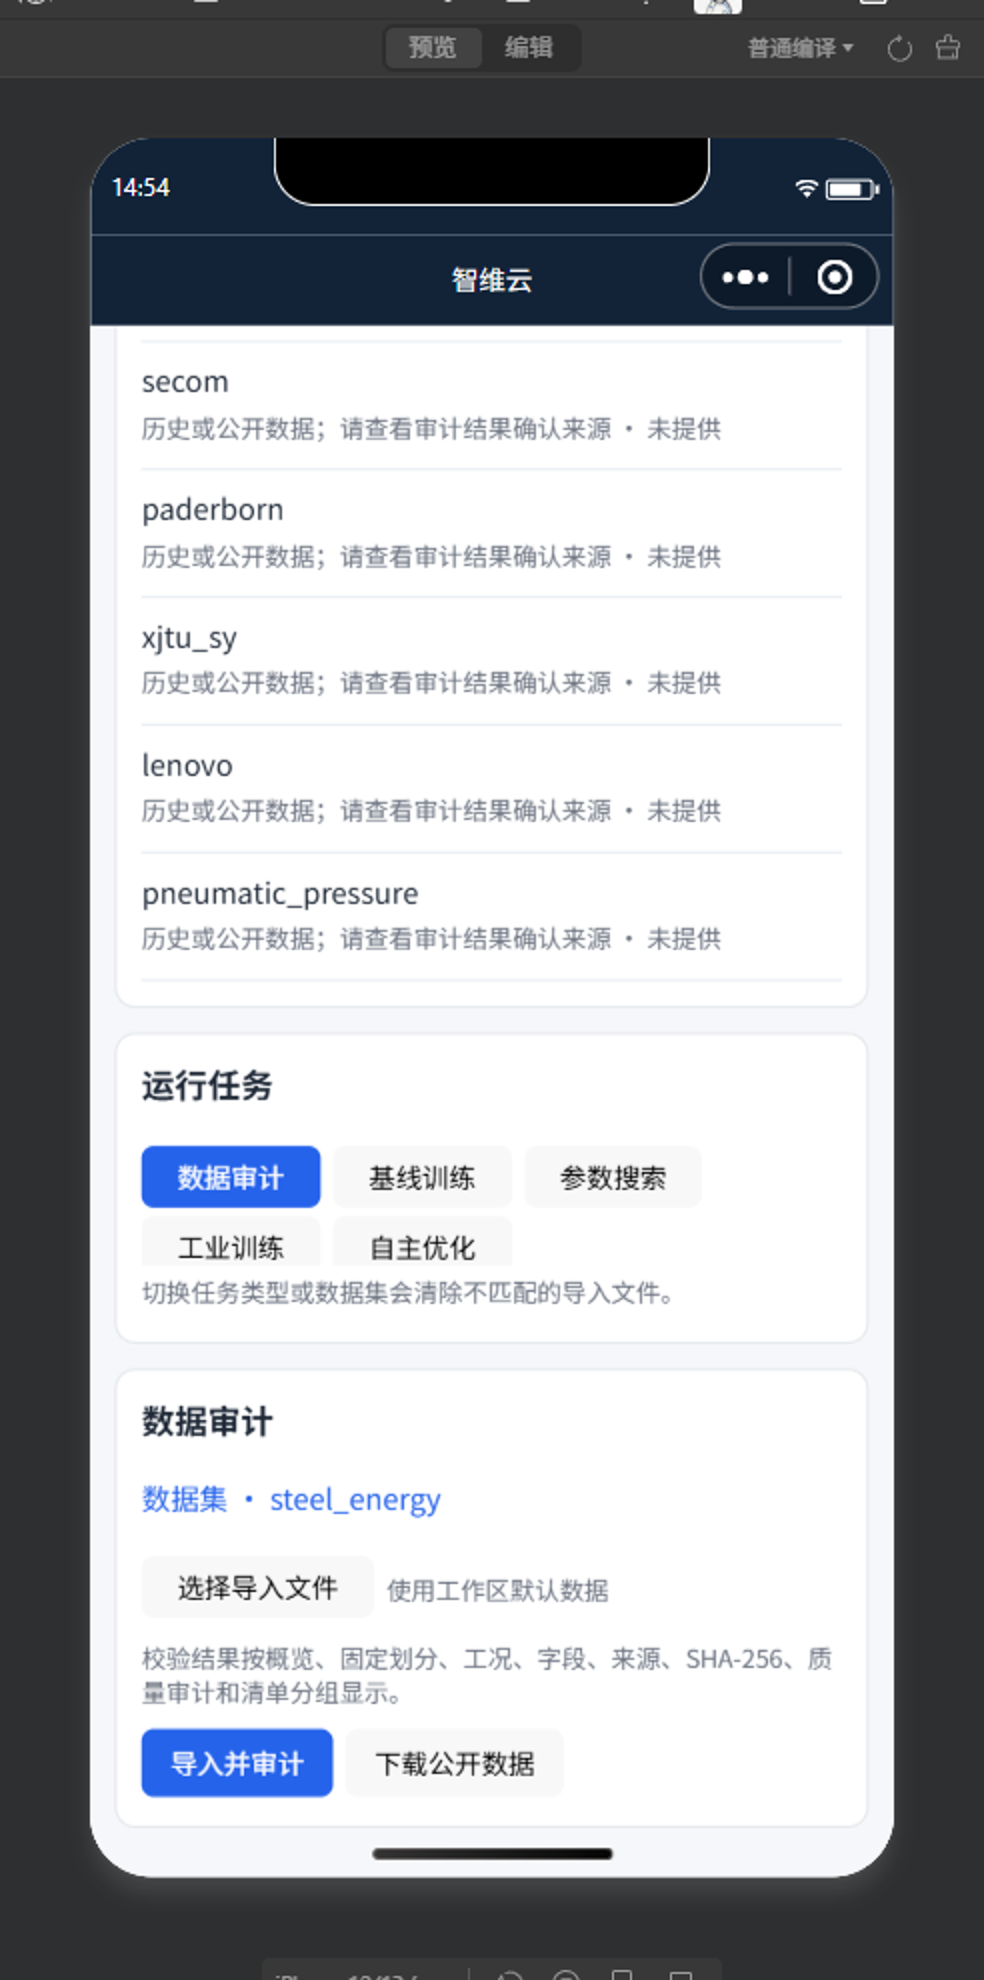 预览 编辑 普通编译
14:54
智维云
secom
历史或公开数据；请查看审计结果确认来源 · 未提供
paderborn
历史或公开数据；请查看审计结果确认来源 · 未提供
xjtu_sy
历史或公开数据；请查看审计结果确认来源 · 未提供
lenovo
历史或公开数据；请查看审计结果确认来源 · 未提供
pneumatic_pressure
历史或公开数据；请查看审计结果确认来源 · 未提供
运行任务
数据审计 基线训练 参数搜索
工业训练 自主优化
切换任务类型或数据集会清除不匹配的导入文件。
数据审计
数据集 · steel_energy
选择导入文件 使用工作区默认数据
校验结果按概览、固定划分、工况、字段、来源、SHA-256、质
量审计和清单分组显示。
导入并审计 下载公开数据